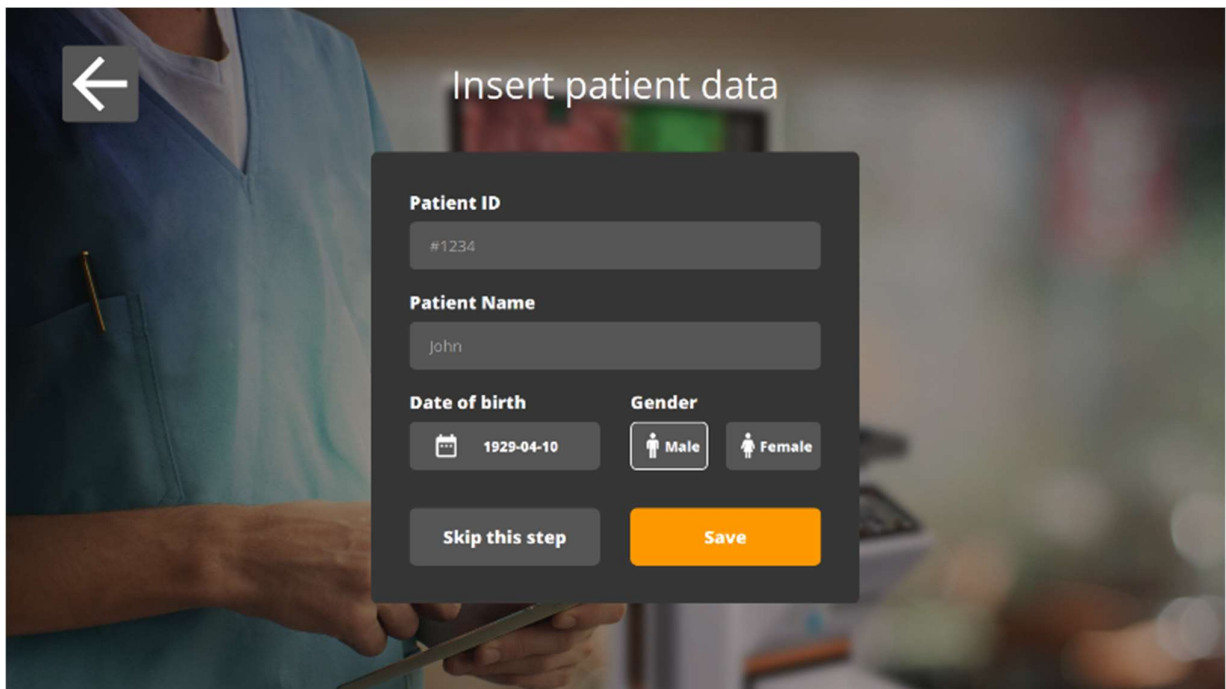 Insert patient data
Patient ID
#1234
Patient Name
John
Date of birth
Gender
1929-04-10
Male
Female
Skip this step
Save